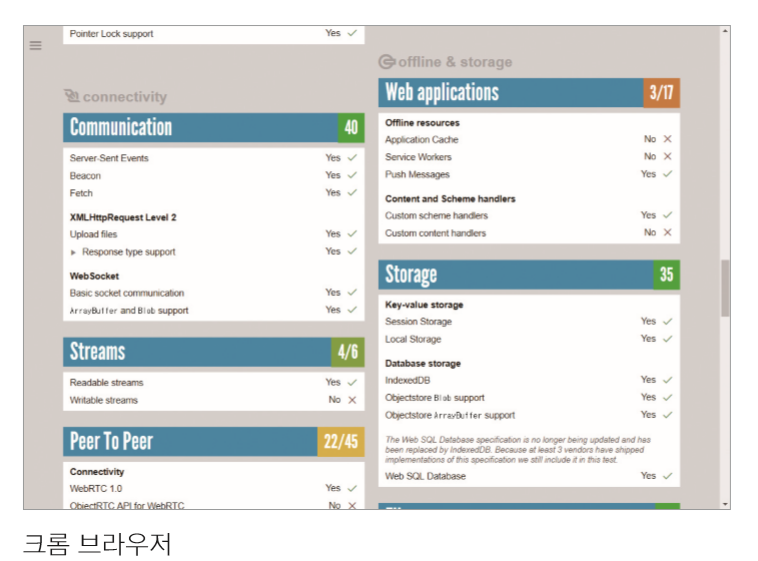 Pointer Lock support Yes ✓
connectivity
Communication 40
Server-Sent Events Yes ✓
Beacon Yes ✓
Fetch Yes ✓
XMLHttpRequest Level 2
Upload files Yes ✓
▸ Response type support Yes ✓
WebSocket
Basic socket communication Yes ✓
ArrayBuffer and Blob support Yes ✓
Streams 4/6
Readable streams Yes ✓
Writable streams No ✕
Peer To Peer 22/45
Connectivity
WebRTC 1.0 Yes ✓
ObjectRTC API for WebRTC No ✕
offline & storage
Web applications 3/17
Offline resources
Application Cache No ✕
Service Workers No ✕
Push Messages Yes ✓
Content and Scheme handlers
Custom scheme handlers Yes ✓
Custom content handlers No ✕
Storage 35
Key-value storage
Session Storage Yes ✓
Local Storage Yes ✓
Database storage
IndexedDB Yes ✓
Objectstore Blob support Yes ✓
Objectstore ArrayBuffer support Yes ✓
The Web SQL Database specification is no longer being updated and has
been replaced by IndexedDB. Because at least 3 vendors have shipped
implementations of this specification we still include it in this test.
Web SQL Database Yes ✓
크롬 브라우저